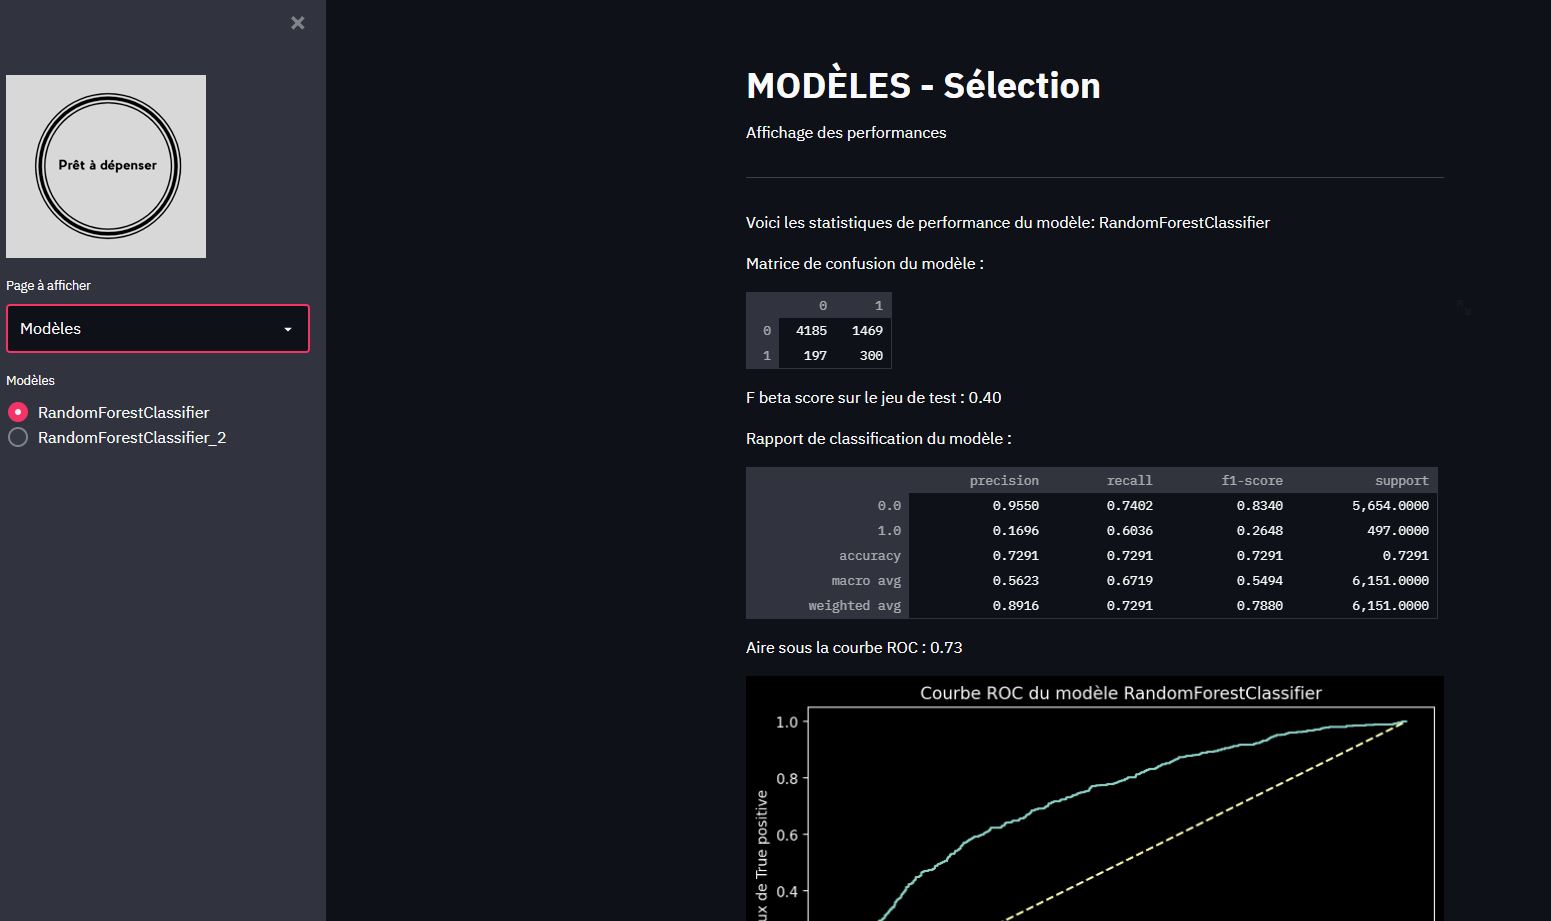 ×
Prêt à dépenser
Page à afficher
Modèles
Modèles
RandomForestClassifier
RandomForestClassifier_2
MODÈLES - Sélection
Affichage des performances
Voici les statistiques de performance du modèle: RandomForestClassifier
Matrice de confusion du modèle :
0 1
0 4185 1469
1 197 300
F beta score sur le jeu de test : 0.40
Rapport de classification du modèle :
precision recall f1-score support
0.0 0.9550 0.7402 0.8340 5,654.0000
1.0 0.1696 0.6036 0.2648 497.0000
accuracy 0.7291 0.7291 0.7291 0.7291
macro avg 0.5623 0.6719 0.5494 6,151.0000
weighted avg 0.8916 0.7291 0.7880 6,151.0000
Aire sous la courbe ROC : 0.73
Courbe ROC du modèle RandomForestClassifier
1.0
0.8
0.6
0.4
ux de True positive